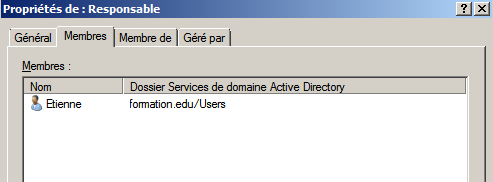 Propriétés de : Responsable
Général Membres Membre de Géré par
Membres :
Nom Dossier Services de domaine Active Directory
Etienne formation.edu/Users